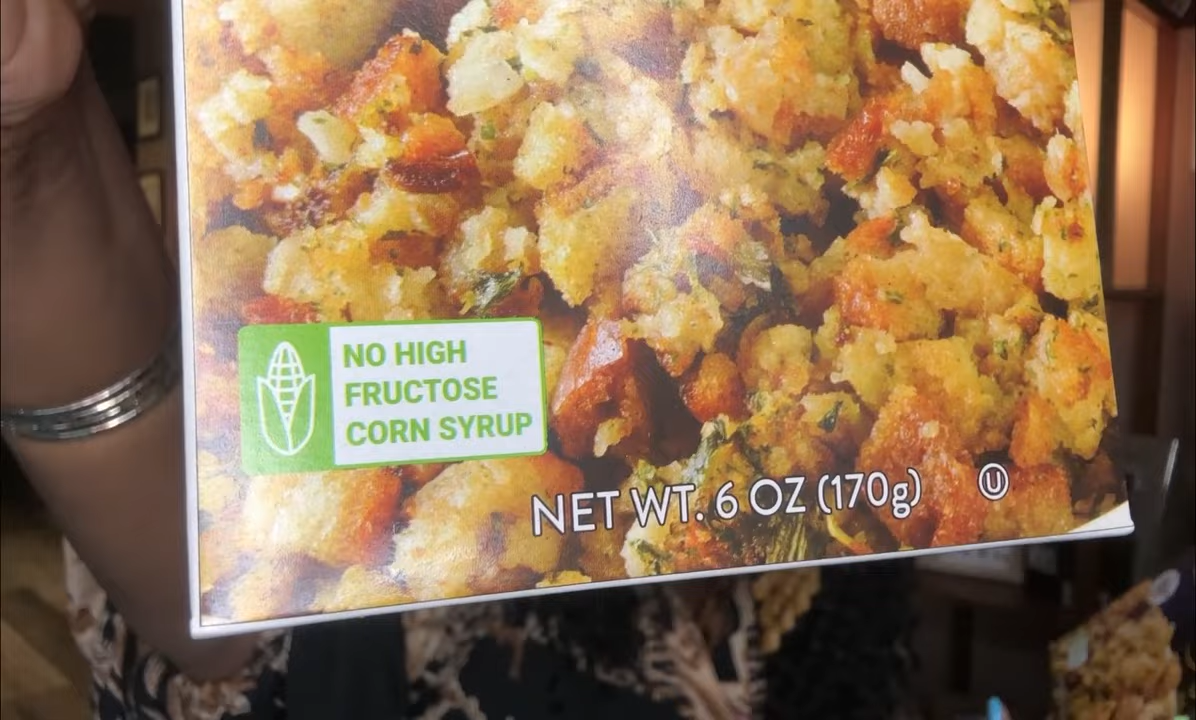 NO HIGH
FRUCTOSE
CORN SYRUP
NET WT. 6 OZ (170g)
U